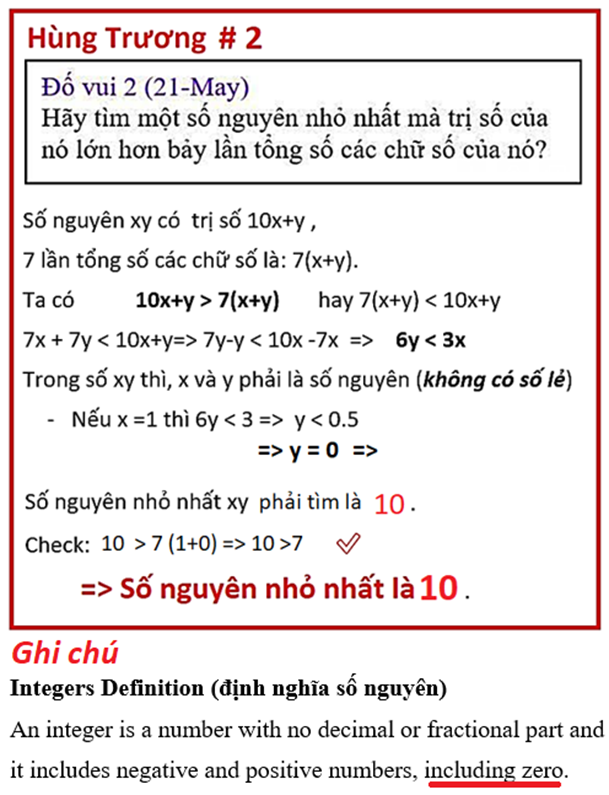 Hùng Trương # 2
Đố vui 2 (21-May)
Hãy tìm một số nguyên nhỏ nhất mà trị số của
nó lớn hơn bảy lần tổng số các chữ số của nó?
Số nguyên xy có trị số 10x+y ,
7 lần tổng số các chữ số là: 7(x+y).
Ta có 10x+y > 7(x+y) hay 7(x+y) < 10x+y
7x + 7y < 10x+y=> 7y-y < 10x -7x => 6y < 3x
Trong số xy thì, x và y phải là số nguyên (không có số lẻ)
- Nếu x =1 thì 6y < 3 => y < 0.5
=> y = 0 =>
Số nguyên nhỏ nhất xy phải tìm là 10 .
Check: 10 > 7 (1+0) => 10 >7 ✓
=> Số nguyên nhỏ nhất là 10 .
Ghi chú
Integers Definition (định nghĩa số nguyên)
An integer is a number with no decimal or fractional part and
it includes negative and positive numbers, including zero.